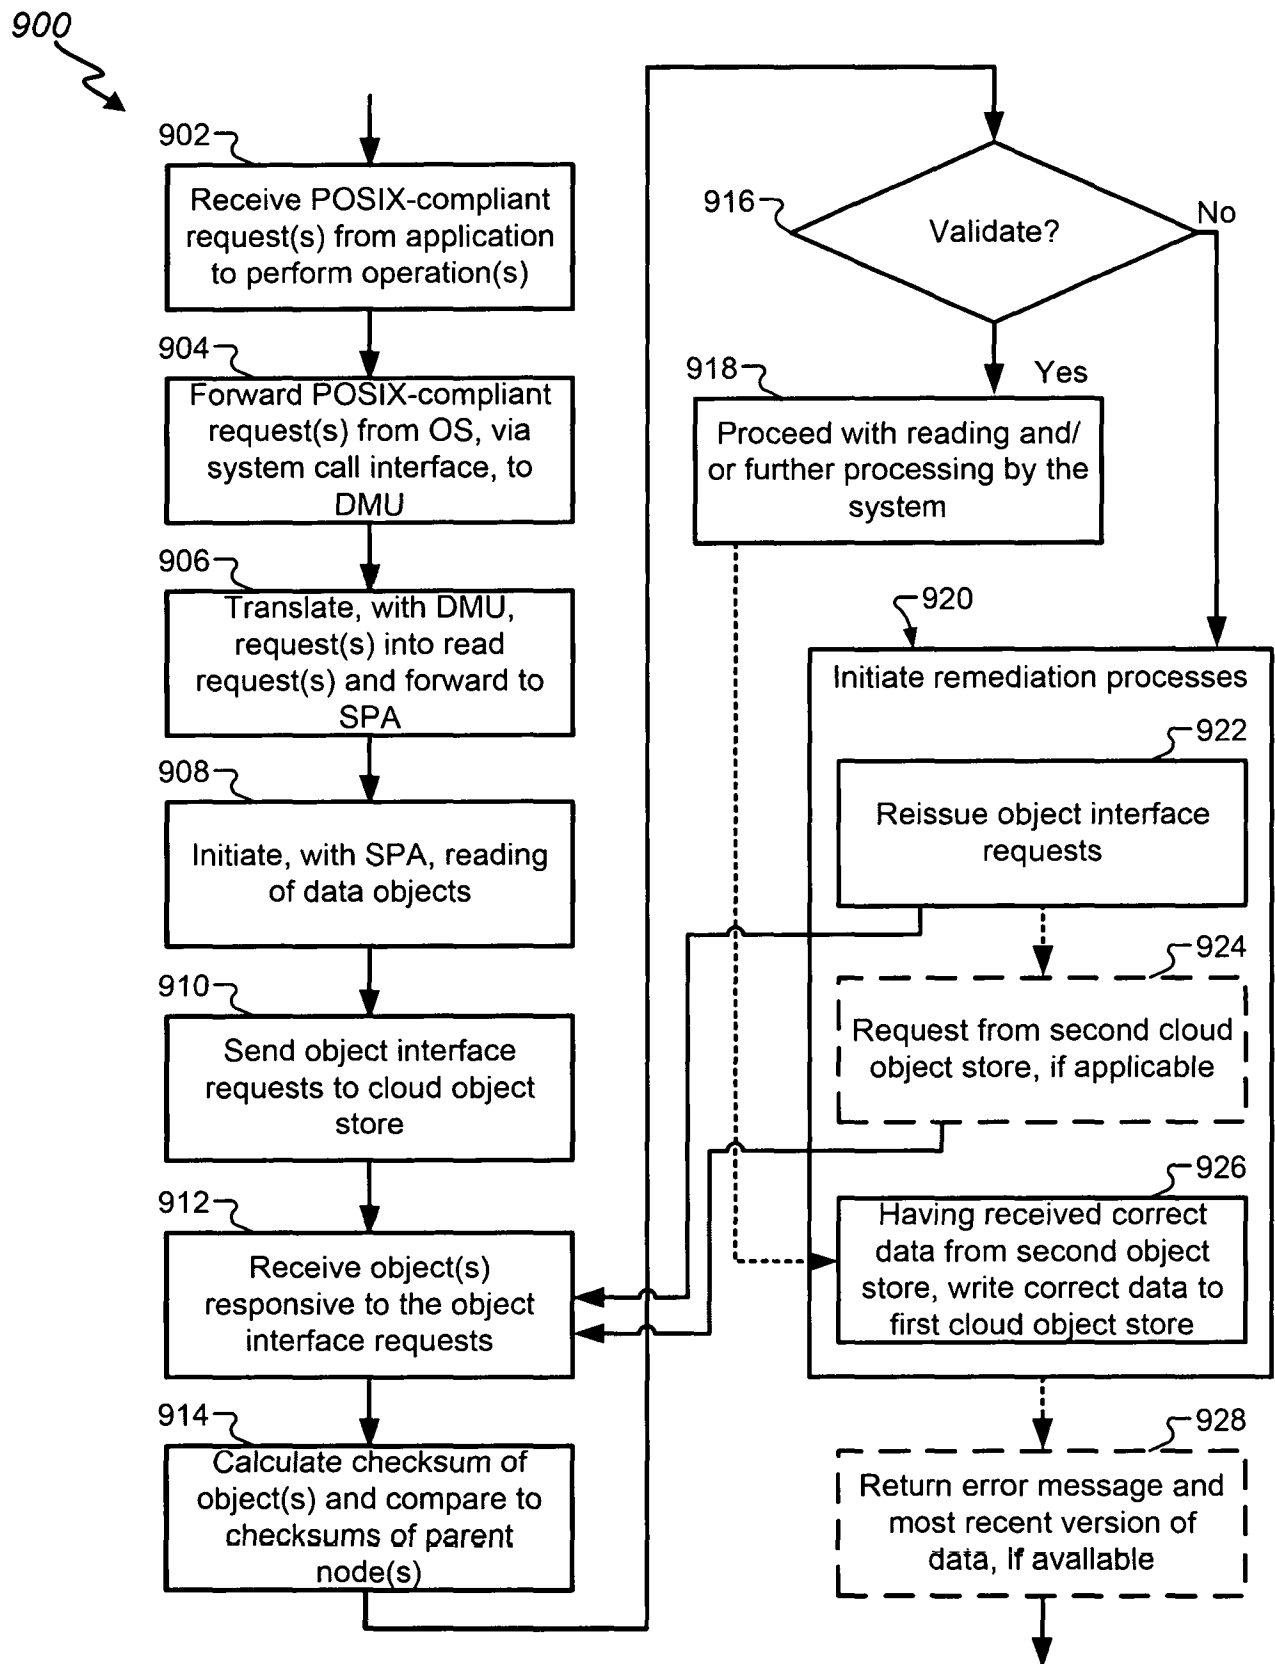 900
902
Receive POSIX-compliant
request(s) from application
to perform operation(s)
904
Forward POSIX-compliant
request(s) from OS, via
system call interface, to
DMU
906
Translate, with DMU,
request(s) into read
request(s) and forward to
SPA
908
Initiate, with SPA, reading
of data objects
910
Send object interface
requests to cloud object
store
912
Receive object(s)
responsive to the object
interface requests
914
Calculate checksum of
object(s) and compare to
checksums of parent
node(s)
916
Validate?
No
Yes
918
Proceed with reading and/
or further processing by the
system
920
Initiate remediation processes
922
Reissue object interface
requests
924
Request from second cloud
object store, if applicable
926
Having received correct
data from second object
store, write correct data to
first cloud object store
928
Return error message and
most recent version of
data, if available